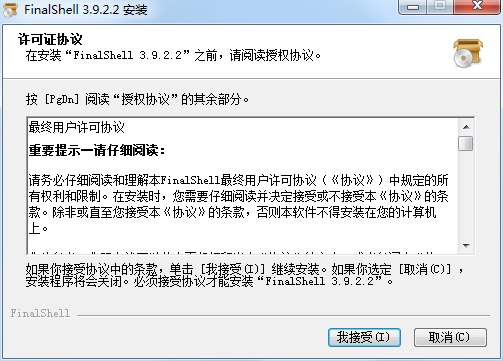 FinalShell 3.9.2.2 安装
许可证协议
在安装“FinalShell 3.9.2.2”之前,请阅读授权协议。
按 [PgDn] 阅读“授权协议”的其余部分。
最终用户许可协议
重要提示—请仔细阅读:
请务必仔细阅读和理解本FinalShell最终用户许可协议(《协议》)中规定的所
有权利和限制。在安装时,您需要仔细阅读并决定接受或不接受本《协议》的条
款。除非或直至您接受本《协议》的条款,否则本软件不得安装在您的计算机
上。
如果你接受协议中的条款,单击 [我接受(I)] 继续安装。如果你选定 [取消(C)] ,
安装程序将会关闭。必须接受协议才能安装“FinalShell 3.9.2.2”。
FinalShell
我接受(I)
取消(C)